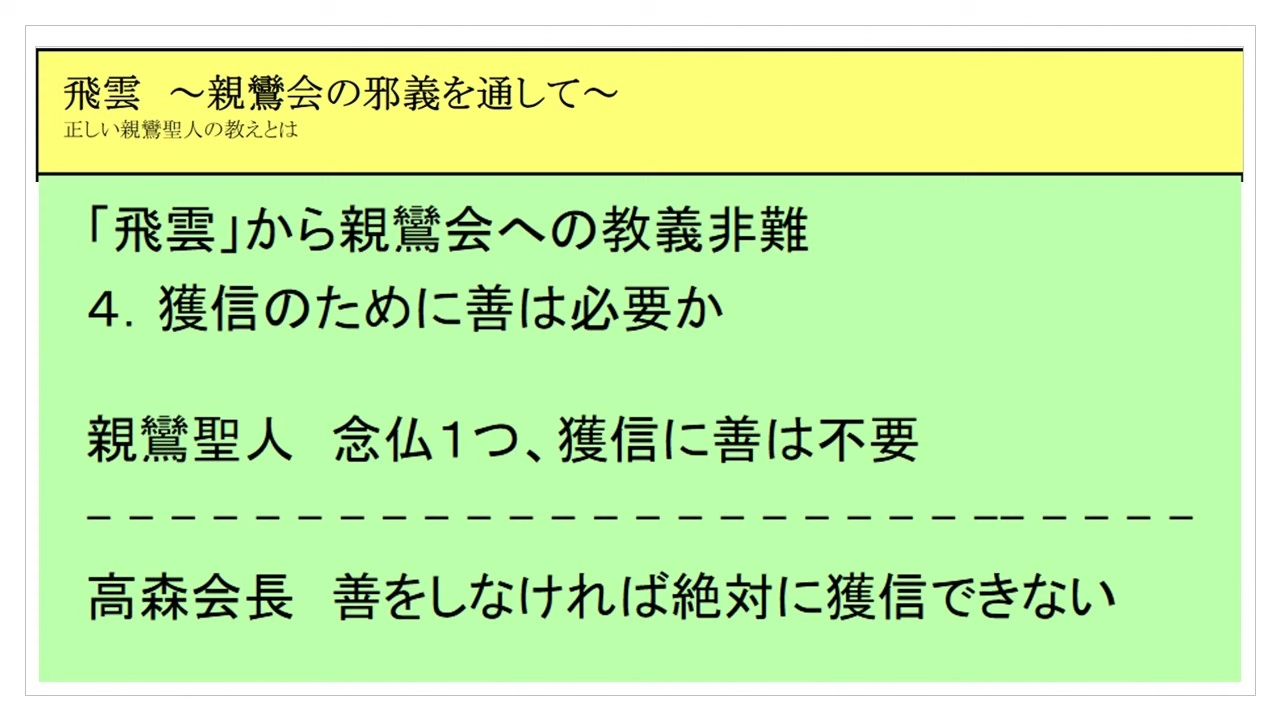 飛雲　～親鸞会の邪義を通して～
正しい親鸞聖人の教えとは
「飛雲」から親鸞会への教義非難
４．獲信のために善は必要か
親鸞聖人　念仏１つ、獲信に善は不要
－－－－－－－－－－－－－－－－－－－－－－－－－－－
高森会長　善をしなければ絶対に獲信できない